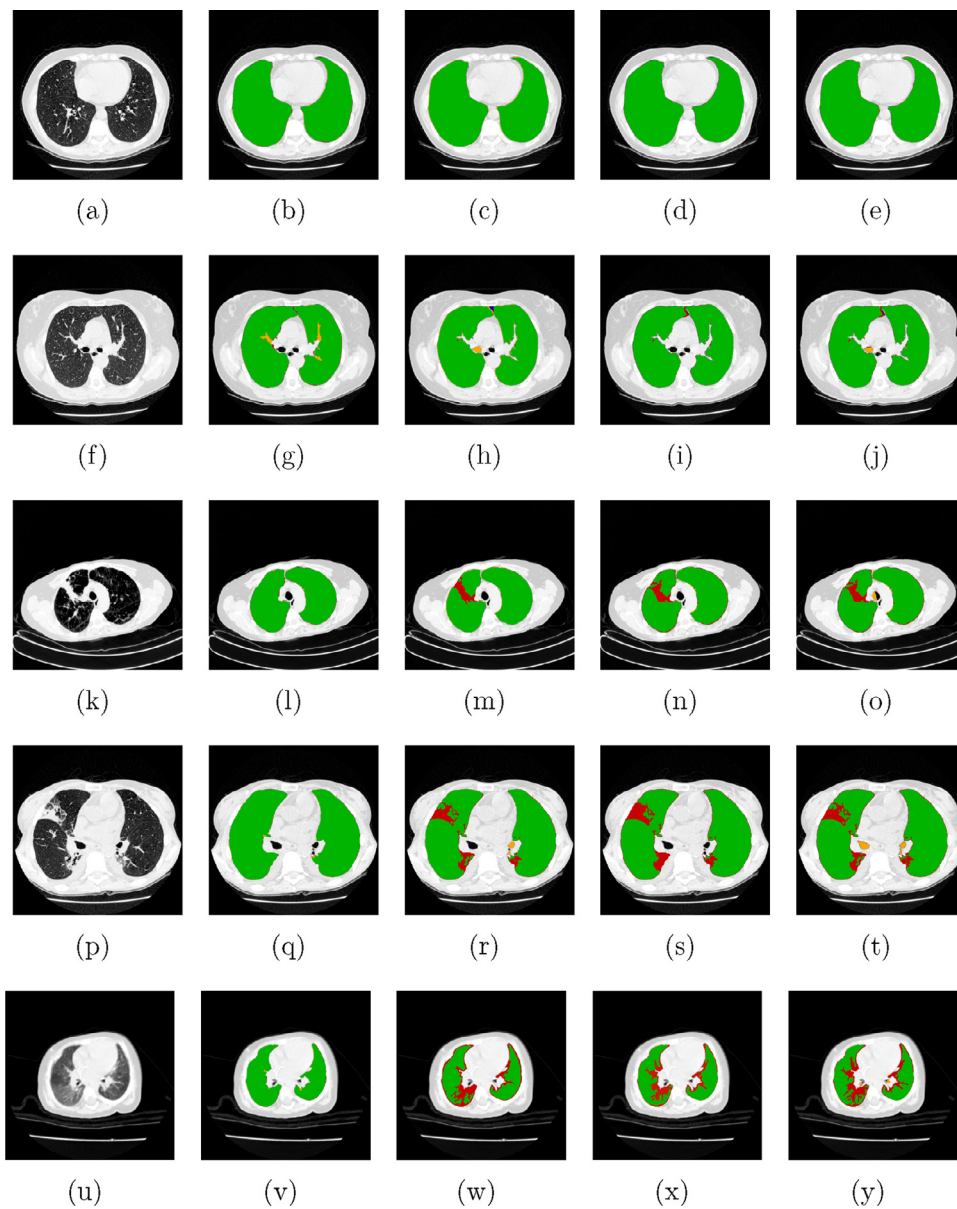 (a) (b) (c) (d) (e)
(f) (g) (h) (i) (j)
(k) (l) (m) (n) (o)
(p) (q) (r) (s) (t)
(u) (v) (w) (x) (y)